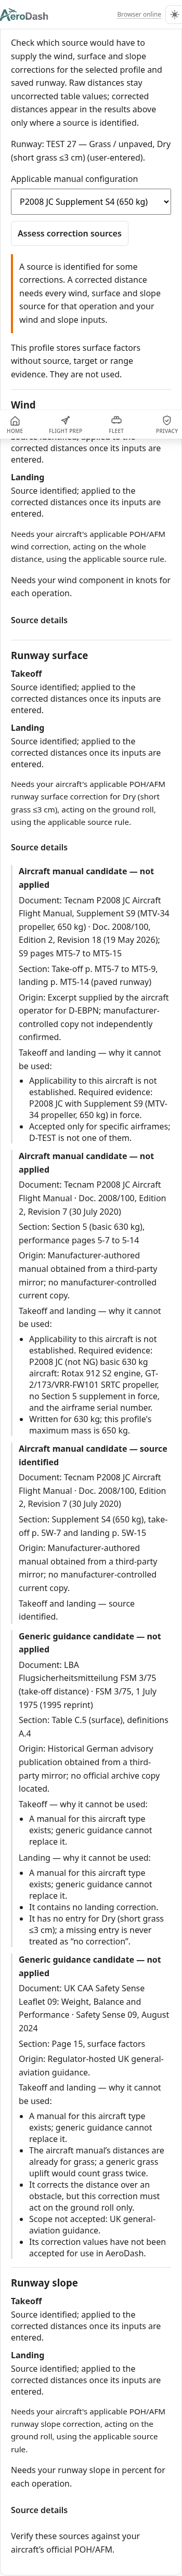 AeroDash
Browser online
Check which source would have to
supply the wind, surface and slope
corrections for the selected profile and
saved runway. Raw distances stay
uncorrected table values; corrected
distances appear in the results above
only where a source is identified.
Runway: TEST 27 — Grass / unpaved, Dry
(short grass ≤3 cm) (user-entered).
Applicable manual configuration
P2008 JC Supplement S4 (650 kg)
Assess correction sources
A source is identified for some
corrections. A corrected distance
needs every wind, surface and slope
source for that operation and your
wind and slope inputs.
This profile stores surface factors
without source, target or range
evidence. They are not used.
Wind
HOME
FLIGHT PREP
FLEET
PRIVACY
corrected distances once its inputs are
entered.
Landing
Source identified; applied to the
corrected distances once its inputs are
entered.
Needs your aircraft's applicable POH/AFM
wind correction, acting on the whole
distance, using the applicable source rule.
Needs your wind component in knots for
each operation.
Source details
Runway surface
Takeoff
Source identified; applied to the
corrected distances once its inputs are
entered.
Landing
Source identified; applied to the
corrected distances once its inputs are
entered.
Needs your aircraft's applicable POH/AFM
runway surface correction for Dry (short
grass ≤3 cm), acting on the ground roll,
using the applicable source rule.
Source details
Aircraft manual candidate — not
applied
Document: Tecnam P2008 JC Aircraft
Flight Manual, Supplement S9 (MTV-34
propeller, 650 kg) · Doc. 2008/100,
Edition 2, Revision 18 (19 May 2026);
S9 pages MT5-7 to MT5-15
Section: Take-off p. MT5-7 to MT5-9,
landing p. MT5-14 (paved runway)
Origin: Excerpt supplied by the aircraft
operator for D-EBPN; manufacturer-
controlled copy not independently
confirmed.
Takeoff and landing — why it cannot
be used:
• Applicability to this aircraft is not
established. Required evidence:
P2008 JC with Supplement S9 (MTV-
34 propeller, 650 kg) in force.
• Accepted only for specific airframes;
D-TEST is not one of them.
Aircraft manual candidate — not
applied
Document: Tecnam P2008 JC Aircraft
Flight Manual · Doc. 2008/100, Edition
2, Revision 7 (30 July 2020)
Section: Section 5 (basic 630 kg),
performance pages 5-7 to 5-14
Origin: Manufacturer-authored
manual obtained from a third-party
mirror; no manufacturer-controlled
current copy.
Takeoff and landing — why it cannot
be used:
• Applicability to this aircraft is not
established. Required evidence:
P2008 JC (not NG) basic 630 kg
aircraft: Rotax 912 S2 engine, GT-
2/173/VRR-FW101 SRTC propeller,
no Section 5 supplement in force,
and the airframe serial number.
• Written for 630 kg; this profile's
maximum mass is 650 kg.
Aircraft manual candidate — source
identified
Document: Tecnam P2008 JC Aircraft
Flight Manual · Doc. 2008/100, Edition
2, Revision 7 (30 July 2020)
Section: Supplement S4 (650 kg), take-
off p. 5W-7 and landing p. 5W-15
Origin: Manufacturer-authored
manual obtained from a third-party
mirror; no manufacturer-controlled
current copy.
Takeoff and landing — source
identified.
Generic guidance candidate — not
applied
Document: LBA
Flugsicherheitsmitteilung FSM 3/75
(take-off distance) · FSM 3/75, 1 July
1975 (1995 reprint)
Section: Table C.5 (surface), definitions
A.4
Origin: Historical German advisory
publication obtained from a third-
party mirror; no official archive copy
located.
Takeoff — why it cannot be used:
• A manual for this aircraft type
exists; generic guidance cannot
replace it.
Landing — why it cannot be used:
• A manual for this aircraft type
exists; generic guidance cannot
replace it.
• It contains no landing correction.
• It has no entry for Dry (short grass
≤3 cm); a missing entry is never
treated as “no correction”.
Generic guidance candidate — not
applied
Document: UK CAA Safety Sense
Leaflet 09: Weight, Balance and
Performance · Safety Sense 09, August
2024
Section: Page 15, surface factors
Origin: Regulator-hosted UK general-
aviation guidance.
Takeoff and landing — why it cannot
be used:
• A manual for this aircraft type
exists; generic guidance cannot
replace it.
• The aircraft manual's distances are
already for grass; a generic grass
uplift would count grass twice.
• It corrects the distance over an
obstacle, but this correction must
act on the ground roll only.
• Scope not accepted: UK general-
aviation guidance.
• Its correction values have not been
accepted for use in AeroDash.
Runway slope
Takeoff
Source identified; applied to the
corrected distances once its inputs are
entered.
Landing
Source identified; applied to the
corrected distances once its inputs are
entered.
Needs your aircraft's applicable POH/AFM
runway slope correction, acting on the
ground roll, using the applicable source
rule.
Needs your runway slope in percent for
each operation.
Source details
Verify these sources against your
aircraft's official POH/AFM.